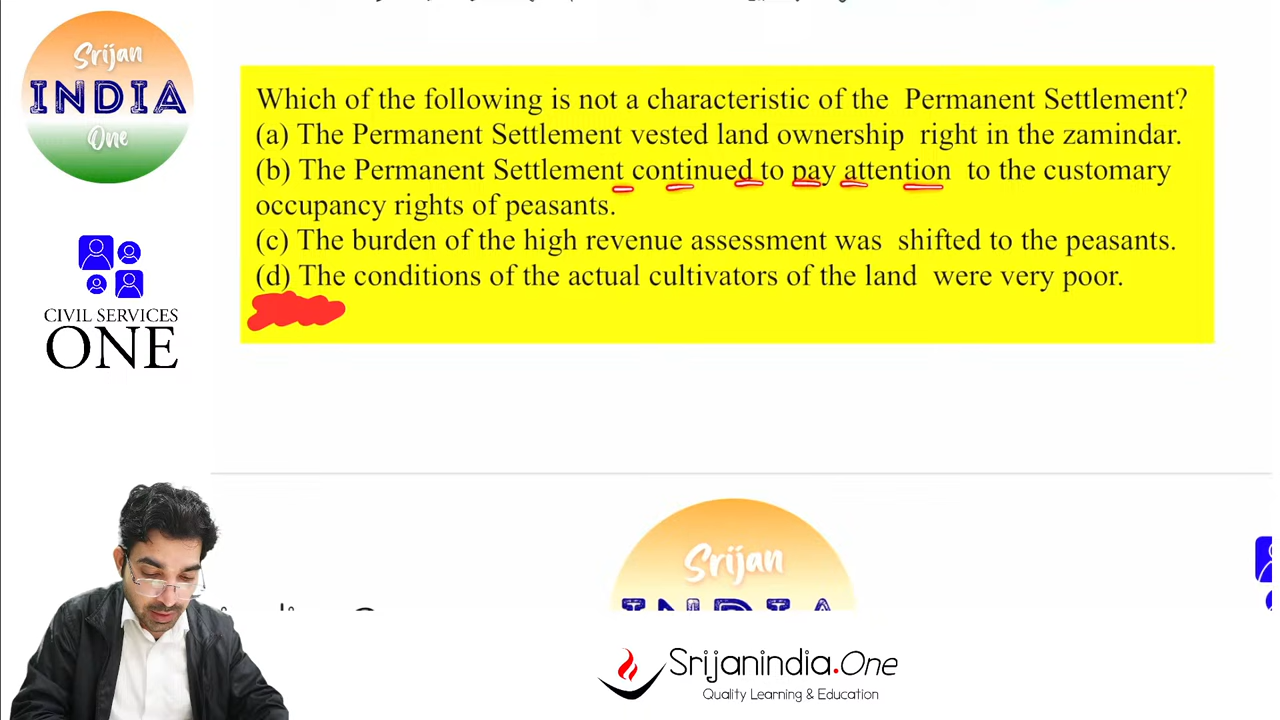 Srijan
INDIA
One
Which of the following is not a characteristic of the Permanent Settlement?
(a) The Permanent Settlement vested land ownership right in the zamindar.
(b) The Permanent Settlement continued to pay attention to the customary
occupancy rights of peasants.
(c) The burden of the high revenue assessment was shifted to the peasants.
(d) The conditions of the actual cultivators of the land were very poor.
CIVIL SERVICES
ONE
Srijan
INDIA
Srijanindia.One
Quality Learning & Education